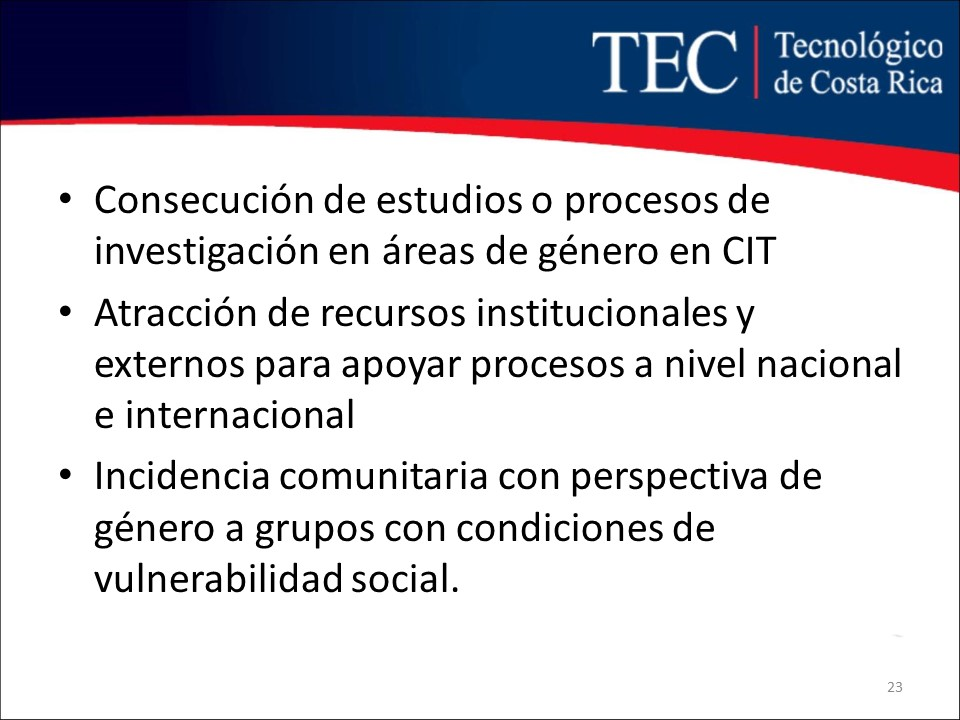 TEC
Tecnológico
de Costa Rica
• Consecución de estudios o procesos de
investigación en áreas de género en CIT
• Atracción de recursos institucionales y
externos para apoyar procesos a nivel nacional
e internacional
• Incidencia comunitaria con perspectiva de
género a grupos con condiciones de
vulnerabilidad social.
23